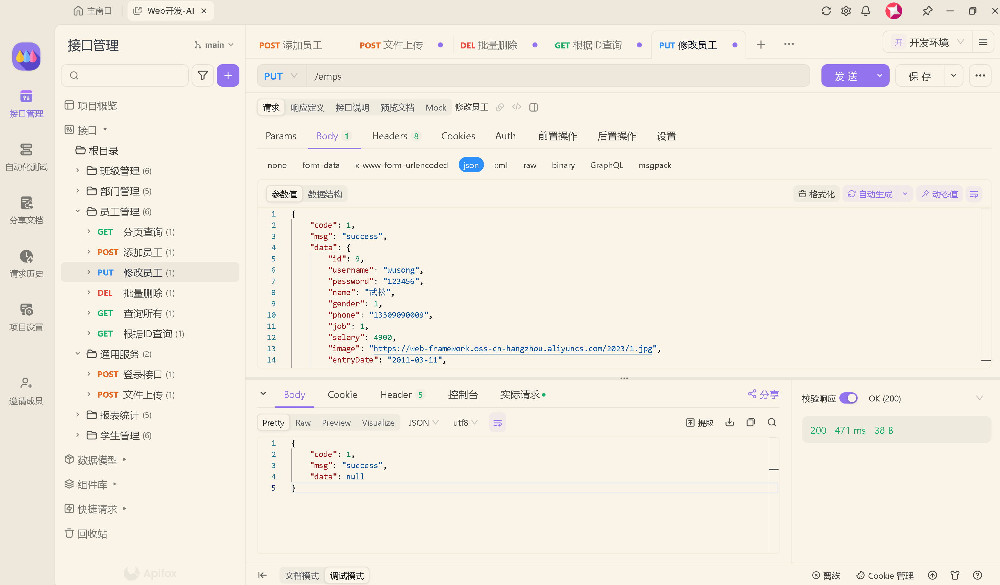 主窗口
Web开发-AI
接口管理
main
POST 添加员工
POST 文件上传
DEL 批量删除
GET 根据ID查询
PUT 修改员工
开 开发环境
PUT
/emps
发 送
保 存
接口管理
自动化测试
分享文档
请求历史
项目设置
邀请成员
项目概览
接口
根目录
班级管理 (6)
部门管理 (5)
员工管理 (6)
GET 分页查询 (1)
POST 添加员工 (1)
PUT 修改员工 (1)
DEL 批量删除 (1)
GET 查询所有 (1)
GET 根据ID查询 (1)
通用服务 (2)
POST 登录接口 (1)
POST 文件上传 (1)
报表统计 (5)
学生管理 (6)
数据模型
组件库
快捷请求
回收站
Apifox
请求 响应定义 接口说明 预览文档 Mock 修改员工
Params Body 1 Headers 8 Cookies Auth 前置操作 后置操作 设置
none form-data x-www-form-urlencoded json xml raw binary GraphQL msgpack
参数值 数据结构
格式化 自动生成 动态值
1 {
2 "code": 1,
3 "msg": "success",
4 "data": {
5 "id": 9,
6 "username": "wusong",
7 "password": "123456",
8 "name": "武松",
9 "gender": 1,
10 "phone": "13309090009",
11 "job": 1,
12 "salary": 4900,
13 "image": "https://web-framework.oss-cn-hangzhou.aliyuncs.com/2023/1.jpg",
14 "entryDate": "2011-03-11",
Body Cookie Header 5 控制台 实际请求
分享
Pretty Raw Preview Visualize JSON utf8
提取
1 {
2 "code": 1,
3 "msg": "success",
4 "data": null
5 }
校验响应 OK (200)
200 471 ms 38 B
文档模式 调试模式
离线 Cookie 管理